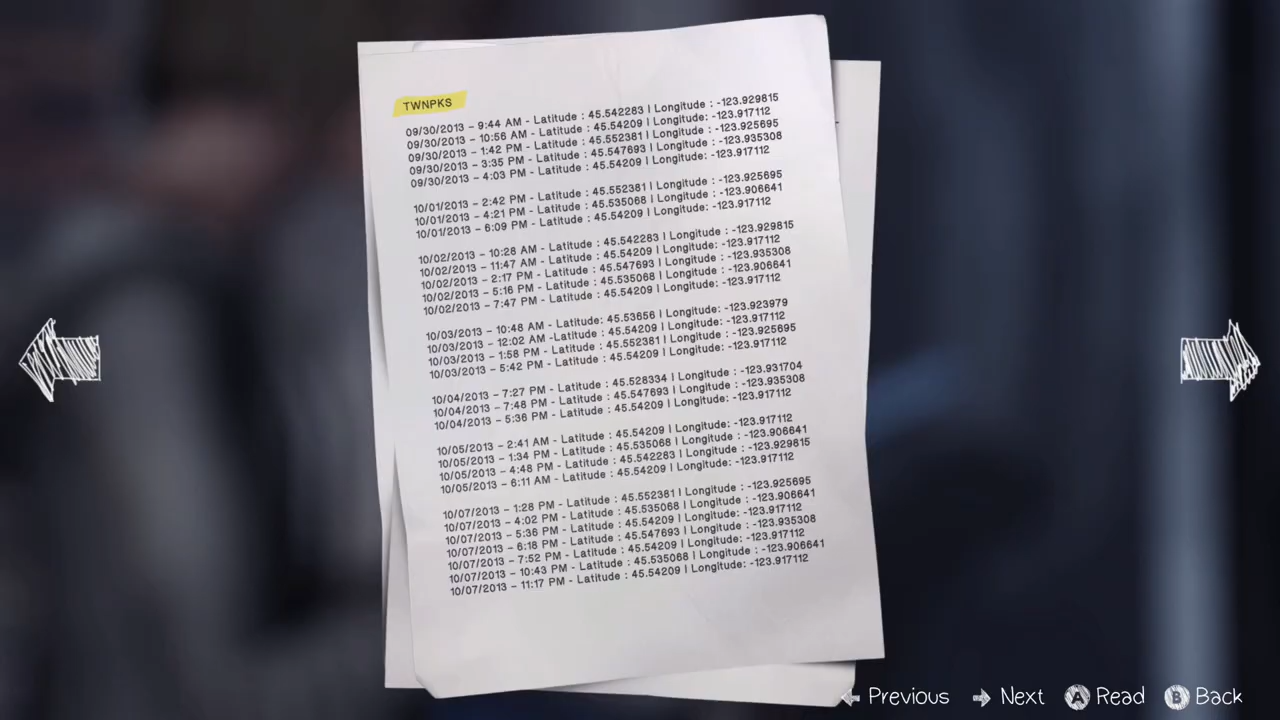 TWNPKS
09/30/2013 - 9:44 AM - Latitude : 45.542283 | Longitude : -123.929815
09/30/2013 - 10:56 AM - Latitude : 45.54209 | Longitude: -123.917112
09/30/2013 - 1:42 PM - Latitude : 45.552381 | Longitude : -123.925695
09/30/2013 - 3:35 PM - Latitude : 45.547693 | Longitude : -123.935308
09/30/2013 - 4:03 PM - Latitude : 45.54209 | Longitude: -123.917112
10/01/2013 - 2:42 PM - Latitude : 45.552381 | Longitude : -123.925695
10/01/2013 - 4:21 PM - Latitude : 45.535068 | Longitude : -123.906641
10/01/2013 - 6:09 PM - Latitude : 45.54209 | Longitude: -123.917112
10/02/2013 - 10:28 AM - Latitude : 45.542283 | Longitude : -123.929815
10/02/2013 - 11:47 AM - Latitude : 45.54209 | Longitude: -123.917112
10/02/2013 - 2:17 PM - Latitude : 45.547693 | Longitude : -123.935308
10/02/2013 - 5:16 PM - Latitude : 45.535068 | Longitude : -123.906641
10/02/2013 - 7:47 PM - Latitude : 45.54209 | Longitude: -123.917112
10/03/2013 - 10:48 AM - Latitude: 45.53656 | Longitude: -123.923979
10/03/2013 - 12:02 AM -Latitude : 45.54209 | Longitude: -123.917112
10/03/2013 - 1:58 PM - Latitude : 45.552381 | Longitude : -123.925695
10/03/2013 - 5:42 PM - Latitude : 45.54209 | Longitude: -123.917112
10/04/2013 - 7:27 PM - Latitude : 45.528334 | Longitude : -123.931704
10/04/2013 - 7:48 PM - Latitude : 45.547693 | Longitude : -123.935308
10/04/2013 - 5:36 PM - Latitude : 45.54209 | Longitude: -123.917112
10/05/2013 - 2:41 AM - Latitude : 45.54209 | Longitude: -123.917112
10/05/2013 - 1:34 PM - Latitude : 45.535068 | Longitude : -123.906641
10/05/2013 - 4:48 PM - Latitude : 45.542283 | Longitude : -123.929815
10/05/2013 - 6:11 AM - Latitude : 45.54209 | Longitude: -123.917112
10/07/2013 - 1:28 PM - Latitude : 45.552381 | Longitude : -123.925695
10/07/2013 - 4:02 PM - Latitude : 45.535068 | Longitude : -123.906641
10/07/2013 - 5:36 PM - Latitude : 45.54209 | Longitude: -123.917112
10/07/2013 - 6:18 PM - Latitude : 45.547693 | Longitude : -123.935308
10/07/2013 - 7:52 PM - Latitude : 45.54209 | Longitude: -123.917112
10/07/2013 - 10:43 PM - Latitude : 45.535068 | Longitude : -123.906641
10/07/2013 - 11:17 PM - Latitude : 45.54209 | Longitude: -123.917112
Previous Next A Read B Back